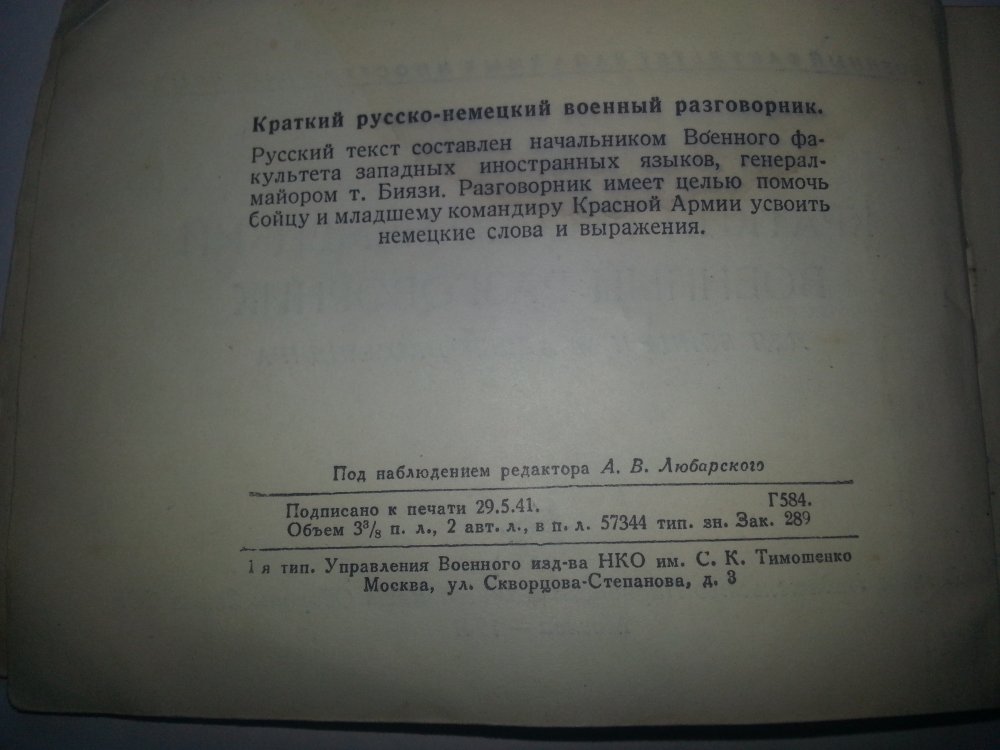 Краткий русско-немецкий военный разговорник.
Русский текст составлен начальником Военного фа-
культета западных иностранных языков, генерал-
майором т. Биязи. Разговорник имеет целью помочь
бойцу и младшему командиру Красной Армии усвоить
немецкие слова и выражения.
Под наблюдением редактора А. В. Любарского
Подписано к печати 29.5.41. Г584.
Объем 3³/₈ п. л., 2 авт. л., в п. л. 57344 тип. зн. Зак. 289
1 я тип. Управления Военного изд-ва НКО им. С. К. Тимошенко
Москва, ул. Скворцова-Степанова, д. 3